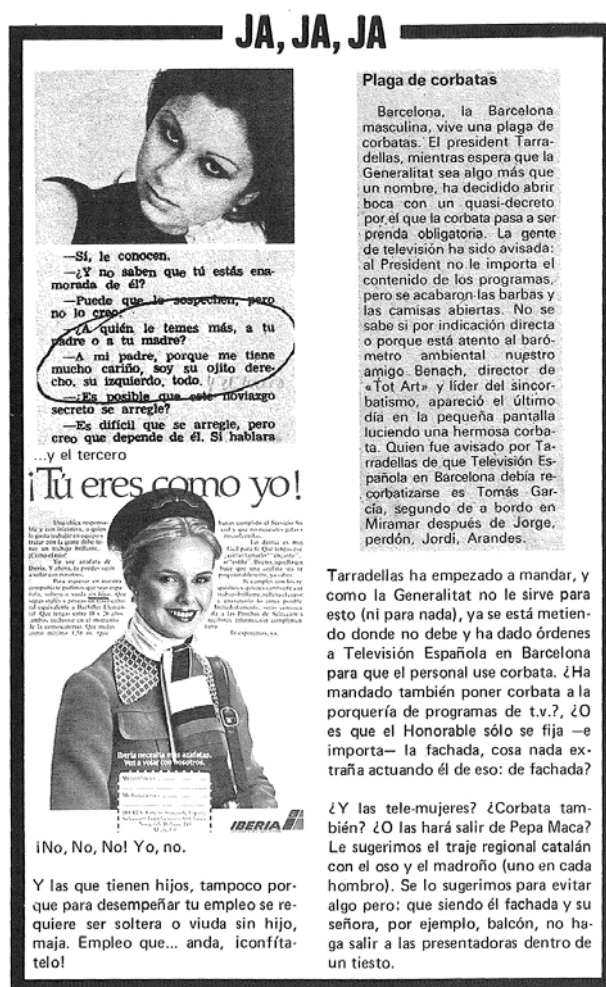 JA, JA, JA
—Sí, le conocen.
—¿Y no saben que tú estás ena-
morada de él?
—Puede que lo sospechen, pero
no lo creo.
—¿A quién le temes más, a tu
padre o a tu madre?
—A mi padre, porque me tiene
mucho cariño, soy su ojito dere-
cho, su izquierdo, todo.
—¿Es posible que este noviazgo
secreto se arregle?
—Es difícil que se arregle, pero
creo que depende de él. Si hablara
...y el tercero
¡Tú eres como yo!
Iberia necesita más azafatas.
Ven a volar con nosotros.
IBERIA
¡No, No, No! Yo, no.
Y las que tienen hijos, tampoco por-
que para desempeñar tu empleo se re-
quiere ser soltera o viuda sin hijo,
maja. Empleo que... anda, ¡confíta-
telo!
Plaga de corbatas
Barcelona, la Barcelona
masculina, vive una plaga de
corbatas. El president Tarra-
dellas, mientras espera que la
Generalitat sea algo más que
un nombre, ha decidido abrir
boca con un quasi-decreto
por el que la corbata pasa a ser
prenda obligatoria. La gente
de televisión ha sido avisada:
al President no le importa el
contenido de los programas,
pero se acabaron las barbas y
las camisas abiertas. No se
sabe si por indicación directa
o porque está atento al baró-
metro ambiental nuestro
amigo Benach, director de
«Tot Art» y líder del sincor-
batismo, apareció el último
día en la pequeña pantalla
luciendo una hermosa corba-
ta. Quien fue avisado por Ta-
rradellas de que Televisión Es-
pañola en Barcelona debía re-
corbatizarse es Tomás Gar-
cía, segundo de a bordo en
Miramar después de Jorge,
perdón, Jordi, Arandes.
Tarradellas ha empezado a mandar, y
como la Generalitat no le sirve para
esto (ni para nada), ya se está metien-
do donde no debe y ha dado órdenes
a Televisión Española en Barcelona
para que el personal use corbata. ¿Ha
mandado también poner corbata a la
porquería de programas de t.v.?, ¿O
es que el Honorable sólo se fija —e
importa— la fachada, cosa nada ex-
traña actuando él de eso: de fachada?
¿Y las tele-mujeres? ¿Corbata tam-
bién? ¿O las hará salir de Pepa Maca?
Le sugerimos el traje regional catalán
con el oso y el madroño (uno en cada
hombro). Se lo sugerimos para evitar
algo pero: que siendo él fachada y su
señora, por ejemplo, balcón, no ha-
ga salir a las presentadoras dentro de
un tiesto.